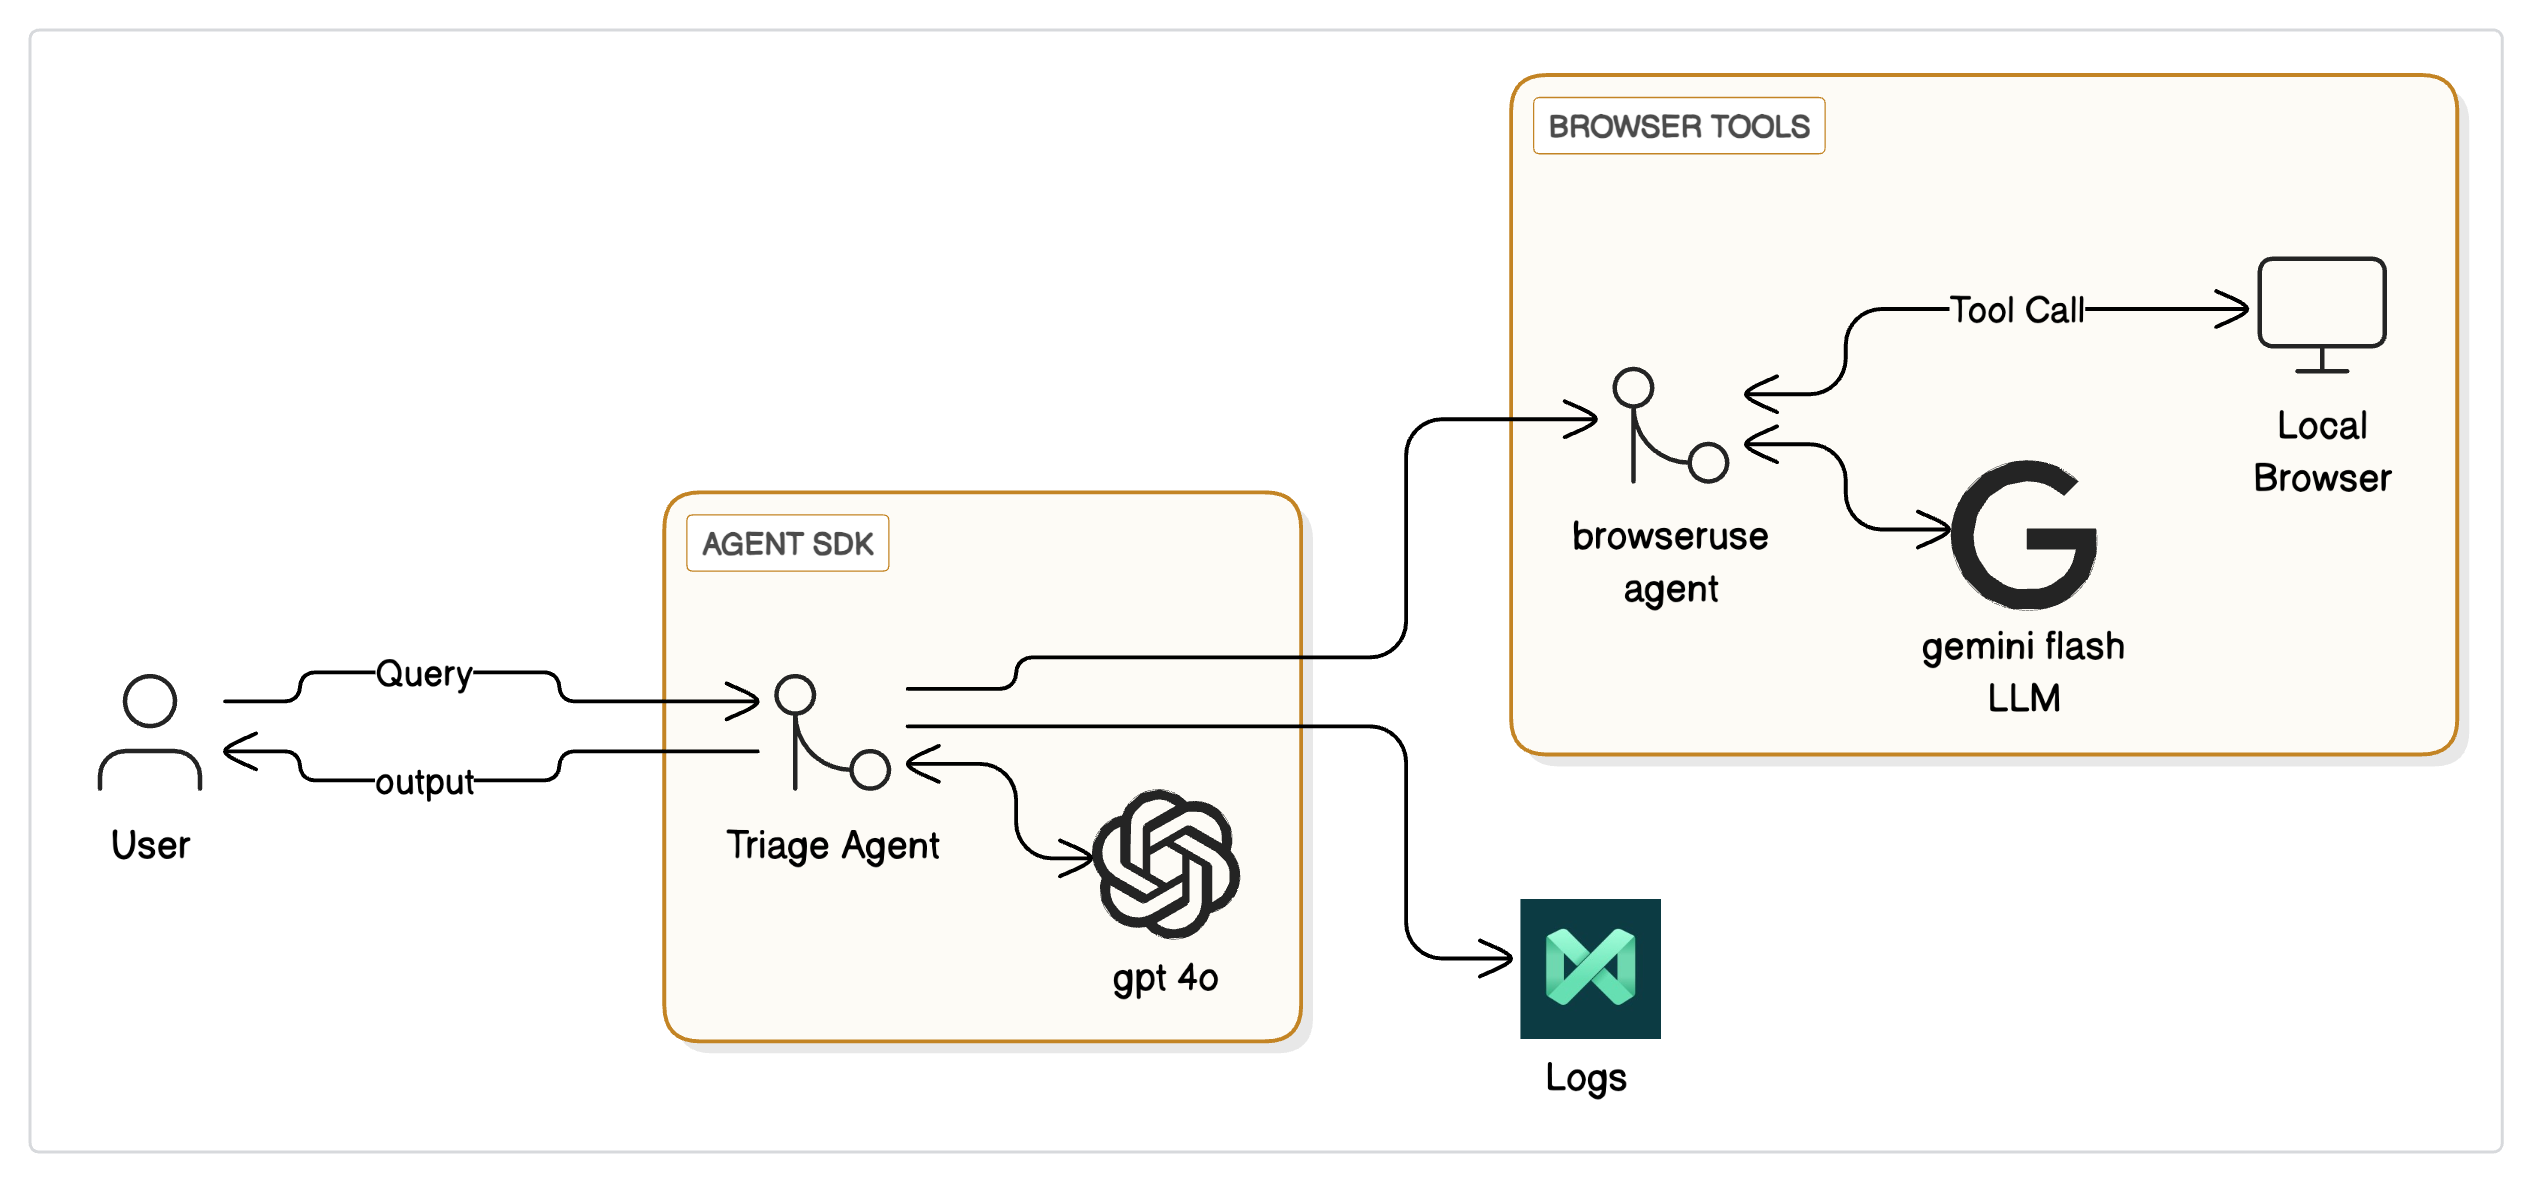 BROWSER TOOLS
Tool Call
Local
Browser
browseruse
agent
gemini flash
LLM
AGENT SDK
Query
output
User
Triage Agent
gpt 4o
Logs